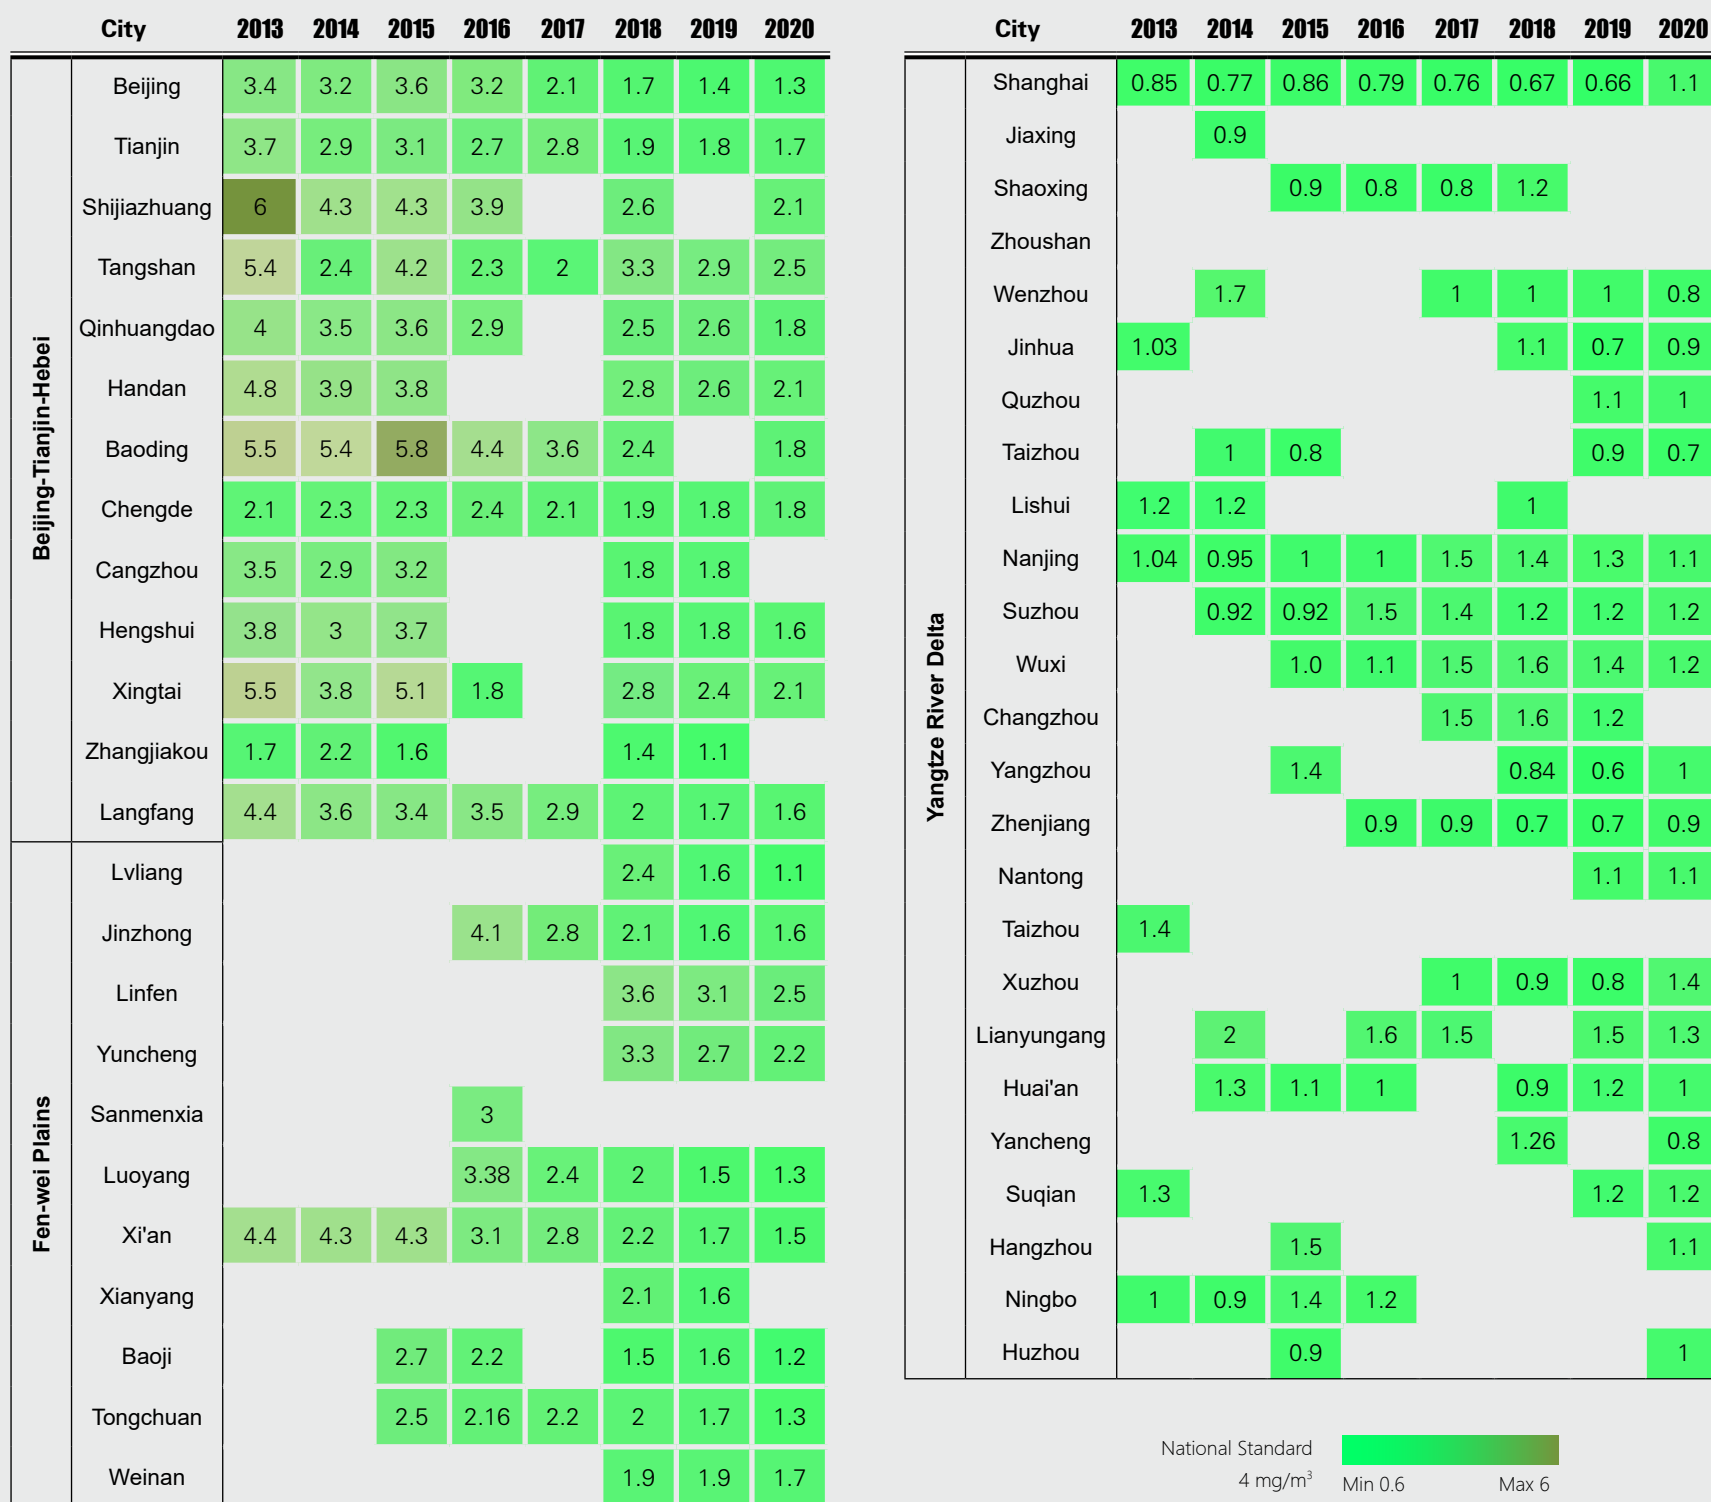 City 2013 2014 2015 2016 2017 2018 2019 2020
Beijing-Tianjin-Hebei
Beijing 3.4 3.2 3.6 3.2 2.1 1.7 1.4 1.3
Tianjin 3.7 2.9 3.1 2.7 2.8 1.9 1.8 1.7
Shijiazhuang 6 4.3 4.3 3.9 2.6 2.1
Tangshan 5.4 2.4 4.2 2.3 2 3.3 2.9 2.5
Qinhuangdao 4 3.5 3.6 2.9 2.5 2.6 1.8
Handan 4.8 3.9 3.8 2.8 2.6 2.1
Baoding 5.5 5.4 5.8 4.4 3.6 2.4 1.8
Chengde 2.1 2.3 2.3 2.4 2.1 1.9 1.8 1.8
Cangzhou 3.5 2.9 3.2 1.8 1.8
Hengshui 3.8 3 3.7 1.8 1.8 1.6
Xingtai 5.5 3.8 5.1 1.8 2.8 2.4 2.1
Zhangjiakou 1.7 2.2 1.6 1.4 1.1
Langfang 4.4 3.6 3.4 3.5 2.9 2 1.7 1.6
Fen-wei Plains
Lvliang 2.4 1.6 1.1
Jinzhong 4.1 2.8 2.1 1.6 1.6
Linfen 3.6 3.1 2.5
Yuncheng 3.3 2.7 2.2
Sanmenxia 3
Luoyang 3.38 2.4 2 1.5 1.3
Xi'an 4.4 4.3 4.3 3.1 2.8 2.2 1.7 1.5
Xianyang 2.1 1.6
Baoji 2.7 2.2 1.5 1.6 1.2
Tongchuan 2.5 2.16 2.2 2 1.7 1.3
Weinan 1.9 1.9 1.7
City 2013 2014 2015 2016 2017 2018 2019 2020
Yangtze River Delta
Shanghai 0.85 0.77 0.86 0.79 0.76 0.67 0.66 1.1
Jiaxing 0.9
Shaoxing 0.9 0.8 0.8 1.2
Zhoushan
Wenzhou 1.7 1 1 1 0.8
Jinhua 1.03 1.1 0.7 0.9
Quzhou 1.1 1
Taizhou 1 0.8 0.9 0.7
Lishui 1.2 1.2 1
Nanjing 1.04 0.95 1 1 1.5 1.4 1.3 1.1
Suzhou 0.92 0.92 1.5 1.4 1.2 1.2 1.2
Wuxi 1.0 1.1 1.5 1.6 1.4 1.2
Changzhou 1.5 1.6 1.2
Yangzhou 1.4 0.84 0.6 1
Zhenjiang 0.9 0.9 0.7 0.7 0.9
Nantong 1.1 1.1
Taizhou 1.4
Xuzhou 1 0.9 0.8 1.4
Lianyungang 2 1.6 1.5 1.5 1.3
Huai'an 1.3 1.1 1 0.9 1.2 1
Yancheng 1.26 0.8
Suqian 1.3 1.2 1.2
Hangzhou 1.5 1.1
Ningbo 1 0.9 1.4 1.2
Huzhou 0.9 1
National Standard
4 mg/m³ Min 0.6 Max 6